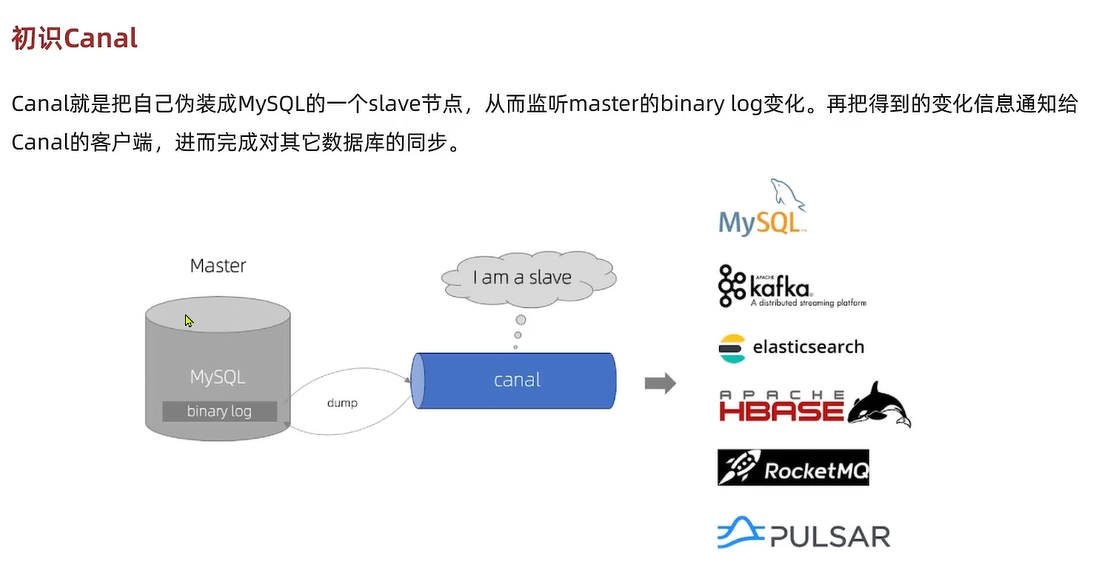 初识Canal
Canal就是把自己伪装成MySQL的一个slave节点，从而监听master的binary log变化。再把得到的变化信息通知给
Canal的客户端，进而完成对其它数据库的同步。
Master
MySQL
binary log
dump
I am a slave
canal
MySQL
APACHE
kafka
A distributed streaming platform
elasticsearch
APACHE
HBASE
RocketMQ
PULSAR